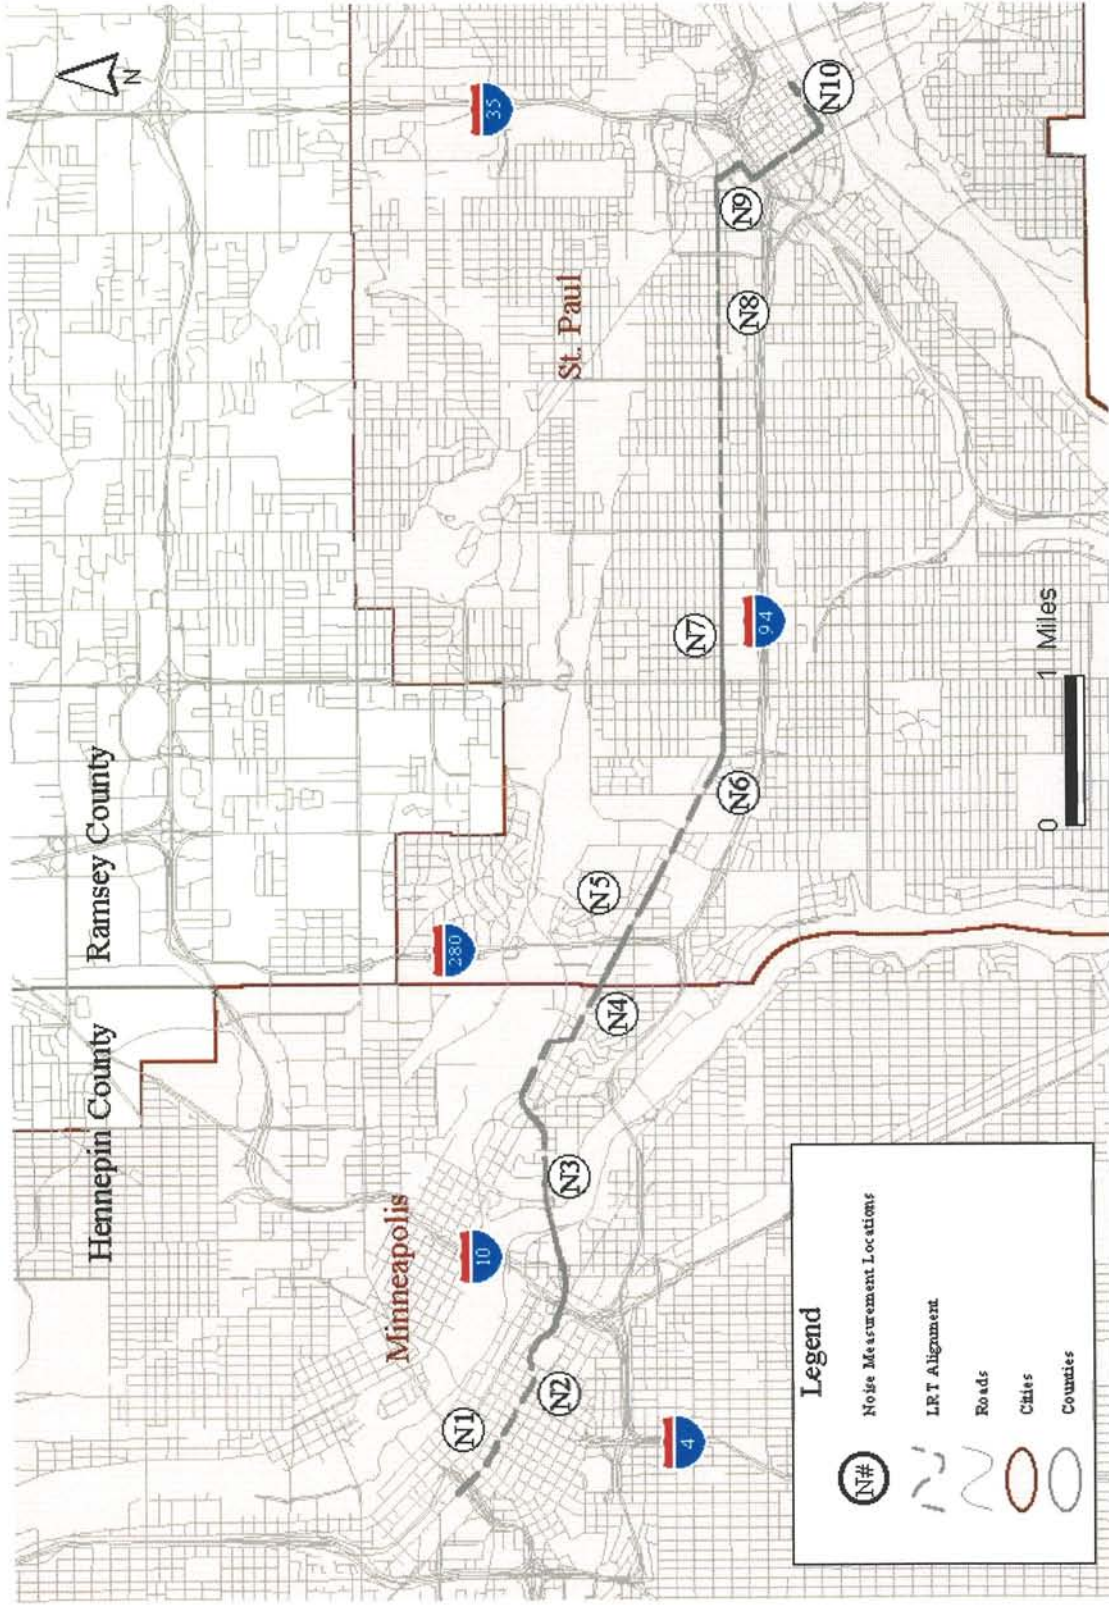 N
Hennepin County
Ramsey County
35
280
St. Paul
Minneapolis
10
N1
N2
N3
N4
N5
N6
N7
N8
N9
N10
94
4
0
1 Miles
Legend
N#
Noise Measurement Locations
LRT Alignment
Roads
Cities
Counties